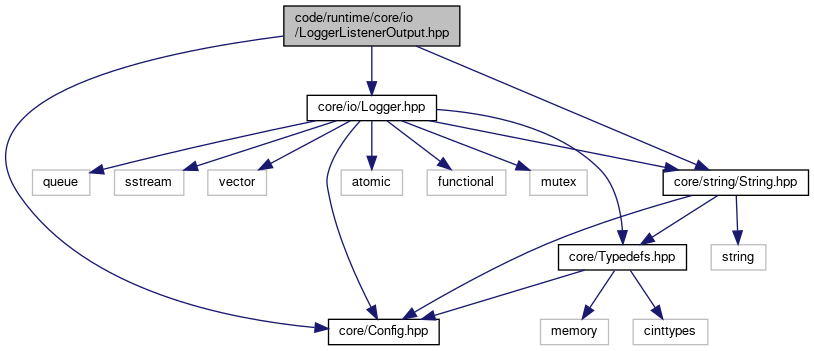 code/runtime/core/io
/LoggerListenerOutput.hpp
core/io/Logger.hpp
queue
sstream
vector
atomic
functional
mutex
core/string/String.hpp
core/Typedefs.hpp
string
core/Config.hpp
memory
cinttypes